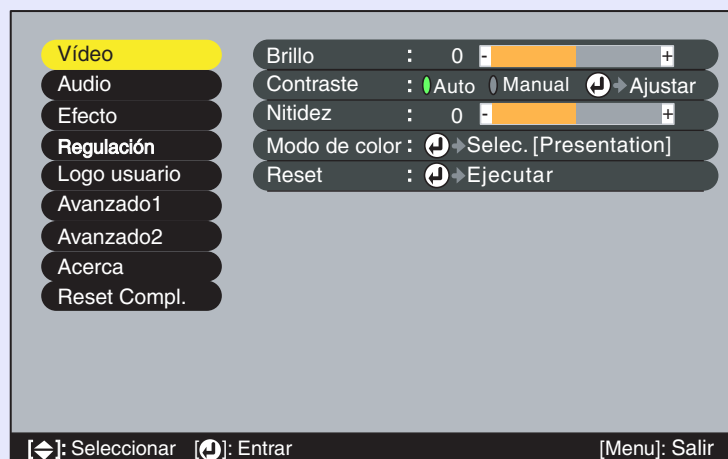 Vídeo
Audio
Efecto
Regulación
Logo usuario
Avanzado1
Avanzado2
Acerca
Reset Compl.
Brillo : 0 - +
Contraste : Auto Manual Ajustar
Nitidez : 0 - +
Modo de color : Selec. [Presentation]
Reset : Ejecutar
[ ]: Seleccionar [ ]: Entrar [Menu]: Salir